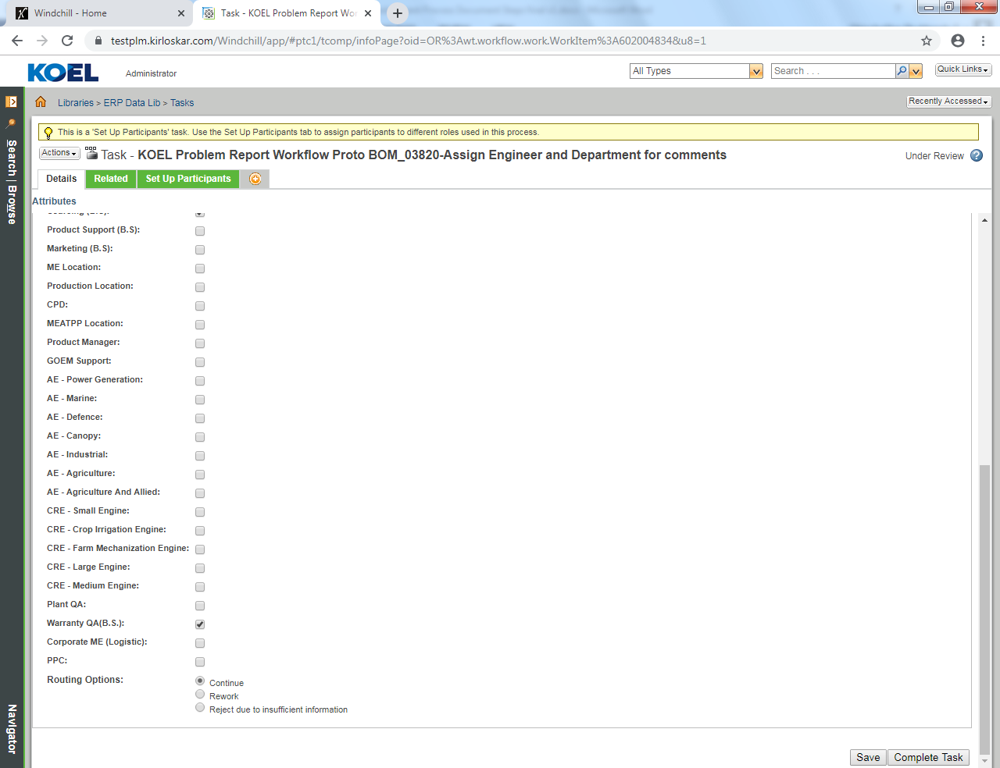 Windchill - Home
Task - KOEL Problem Report Wor
testplm.kirloskar.com/Windchill/app/#ptc1/tcomp/infoPage?oid=OR%3Awt.workflow.work.WorkItem%3A602004834&u8=1
KOEL
Administrator
All Types
Search . . .
Quick Links
Libraries > ERP Data Lib > Tasks
Recently Accessed
This is a 'Set Up Participants' task. Use the Set Up Participants tab to assign participants to different roles used in this process.
Actions
Task - KOEL Problem Report Workflow Proto BOM_03820-Assign Engineer and Department for comments
Under Review
Search | Browse
Details
Related
Set Up Participants
Attributes
Product Support (B.S):
Marketing (B.S):
ME Location:
Production Location:
CPD:
MEATPP Location:
Product Manager:
GOEM Support:
AE - Power Generation:
AE - Marine:
AE - Defence:
AE - Canopy:
AE - Industrial:
AE - Agriculture:
AE - Agriculture And Allied:
CRE - Small Engine:
CRE - Crop Irrigation Engine:
CRE - Farm Mechanization Engine:
CRE - Large Engine:
CRE - Medium Engine:
Plant QA:
Warranty QA(B.S.):
Corporate ME (Logistic):
PPC:
Routing Options:
Continue
Rework
Reject due to insufficient information
Navigator
Save
Complete Task